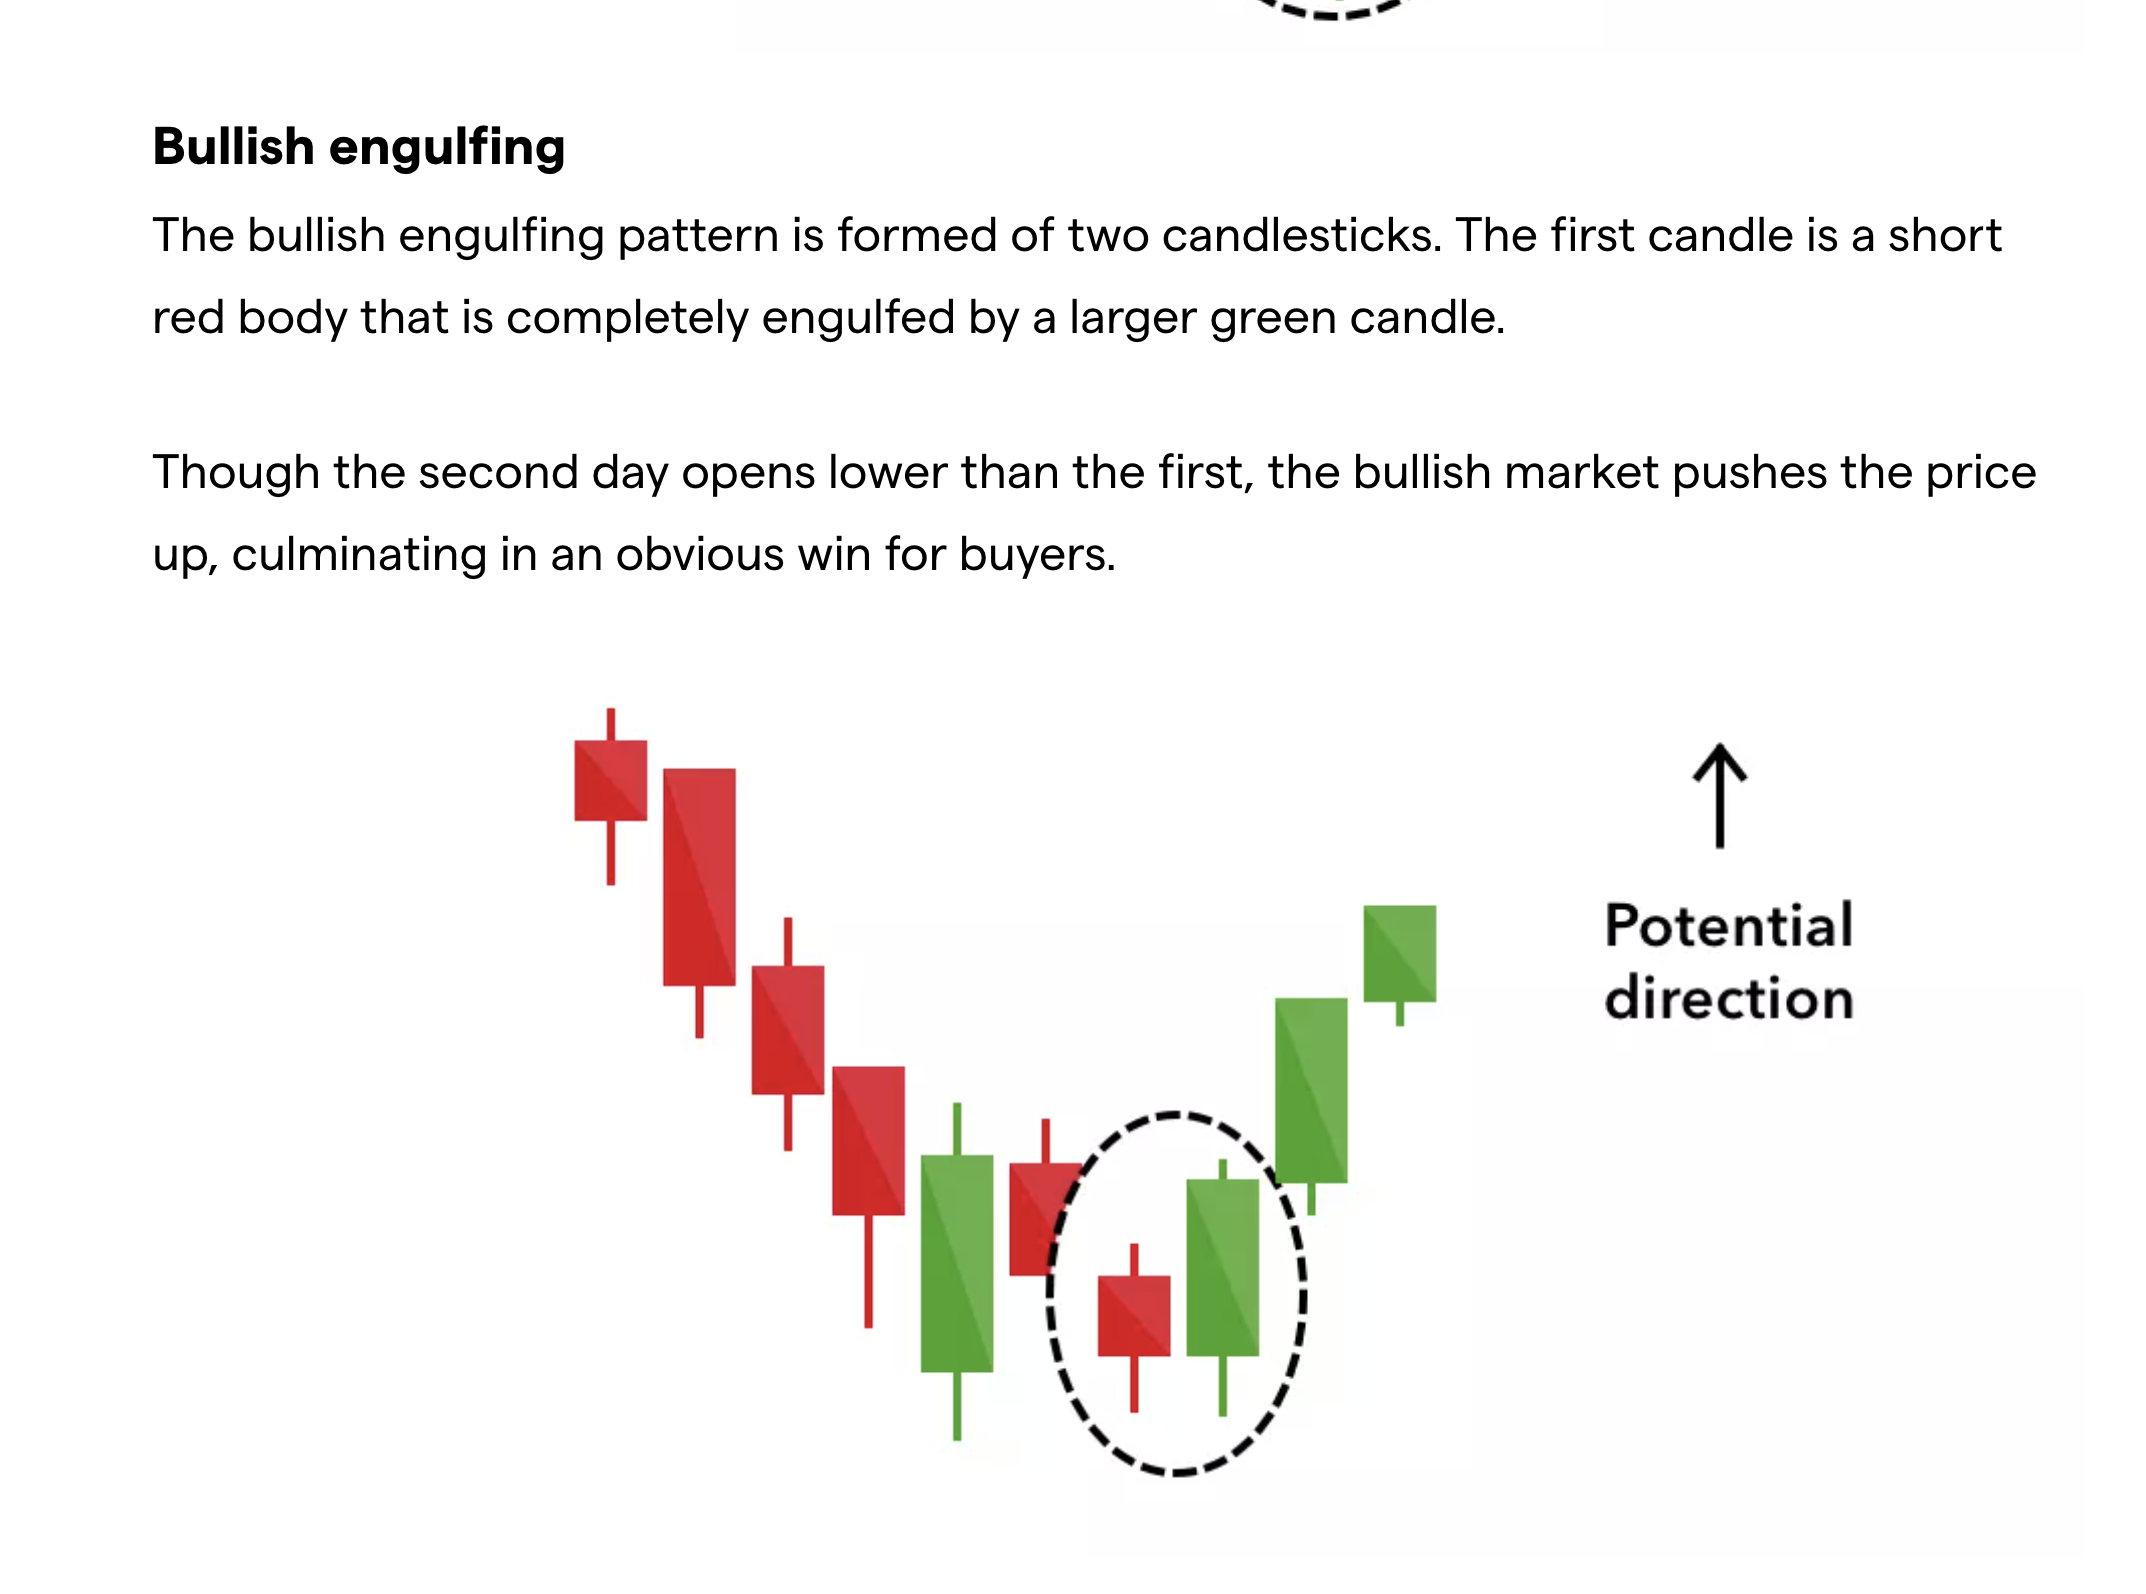 Bullish engulfing
The bullish engulfing pattern is formed of two candlesticks. The first candle is a short
red body that is completely engulfed by a larger green candle.
Though the second day opens lower than the first, the bullish market pushes the price
up, culminating in an obvious win for buyers.
Potential
direction